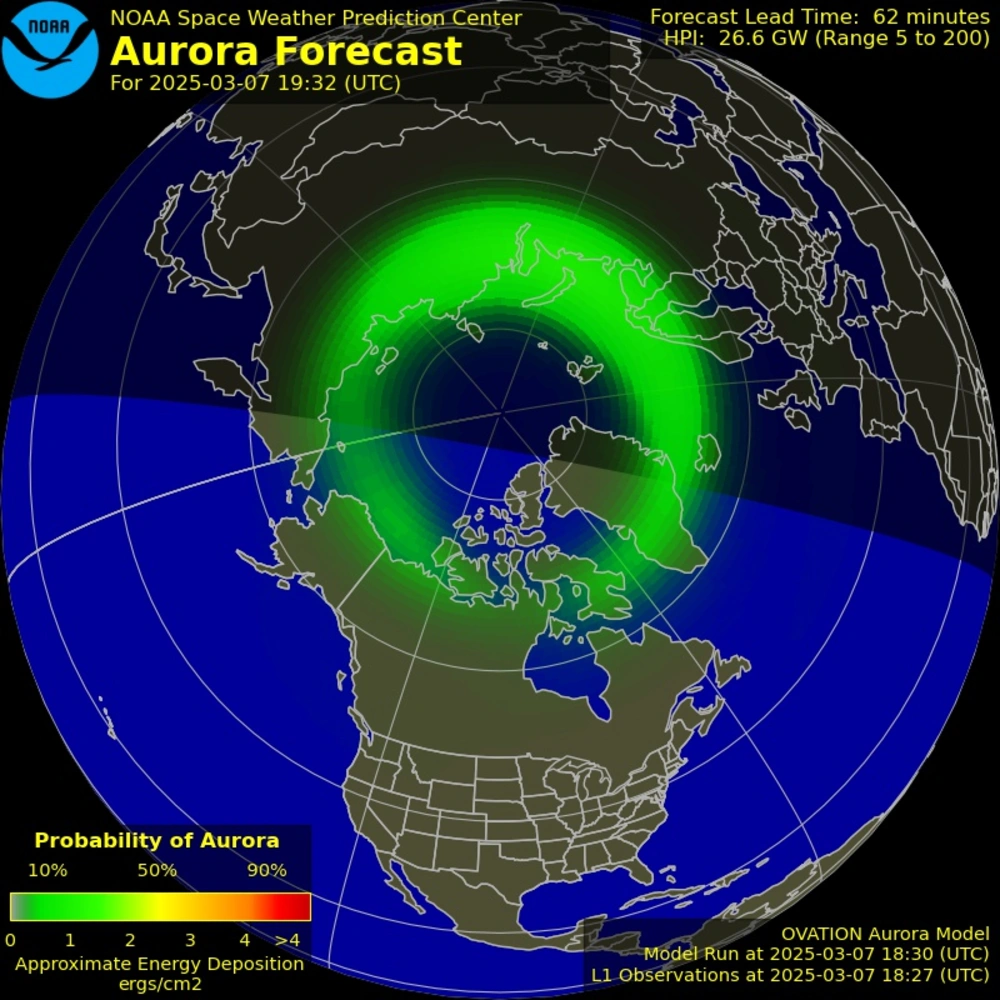 NOAA
NOAA Space Weather Prediction Center
Aurora Forecast
For 2025-03-07 19:32 (UTC)
Forecast Lead Time: 62 minutes
HPI: 26.6 GW (Range 5 to 200)
Probability of Aurora
10% 50% 90%
0 1 2 3 4 >4
Approximate Energy Deposition
ergs/cm2
OVATION Aurora Model
Model Run at 2025-03-07 18:30 (UTC)
L1 Observations at 2025-03-07 18:27 (UTC)